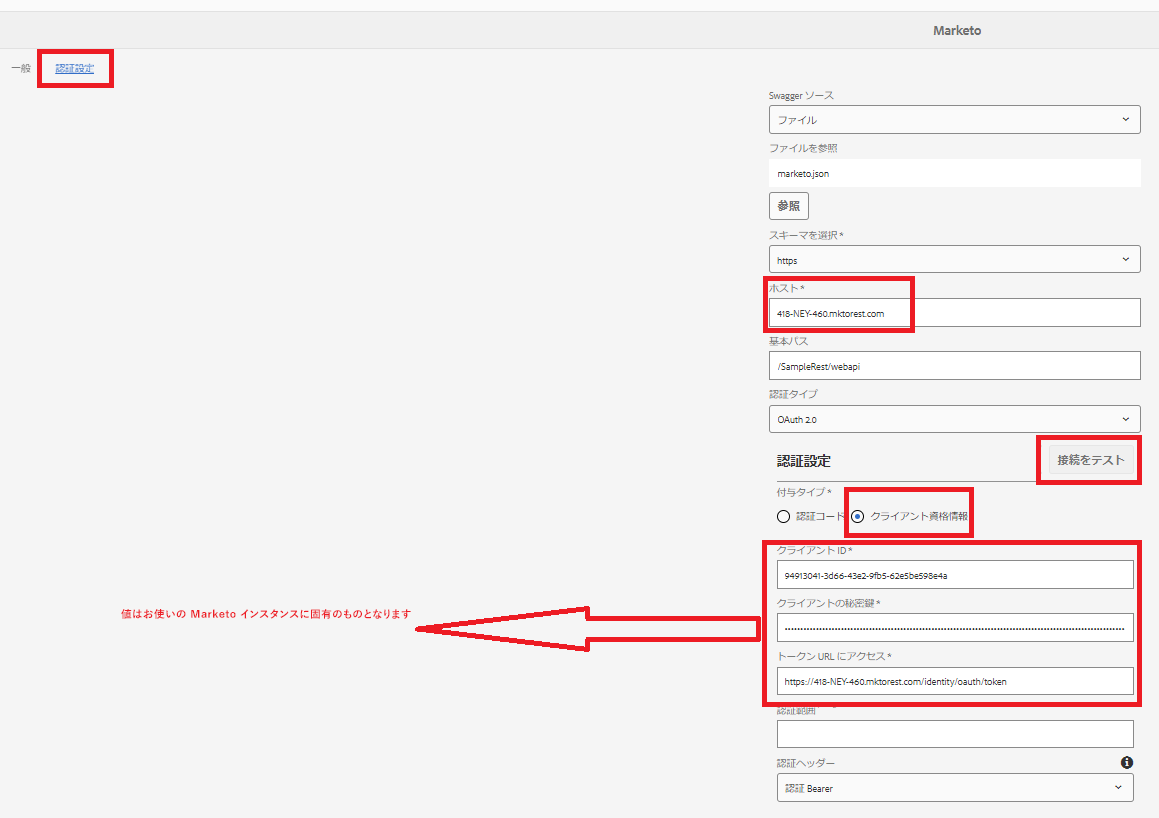 Marketo
一般 認証設定
Swagger ソース
ファイル
ファイルを参照
marketo.json
参照
スキーマを選択 *
https
ホスト *
418-NEY-460.mktorest.com
基本パス
/SampleRest/webapi
認証タイプ
OAuth 2.0
認証設定
接続をテスト
付与タイプ *
認証コード クライアント資格情報
クライアント ID *
94913041-3d66-43e2-9fb5-62e5be598e4a
クライアントの秘密鍵 *
値はお使いの Marketo インスタンスに固有のものとなります
トークン URL にアクセス *
https://418-NEY-460.mktorest.com/identity/oauth/token
認証範囲
認証ヘッダー
認証 Bearer